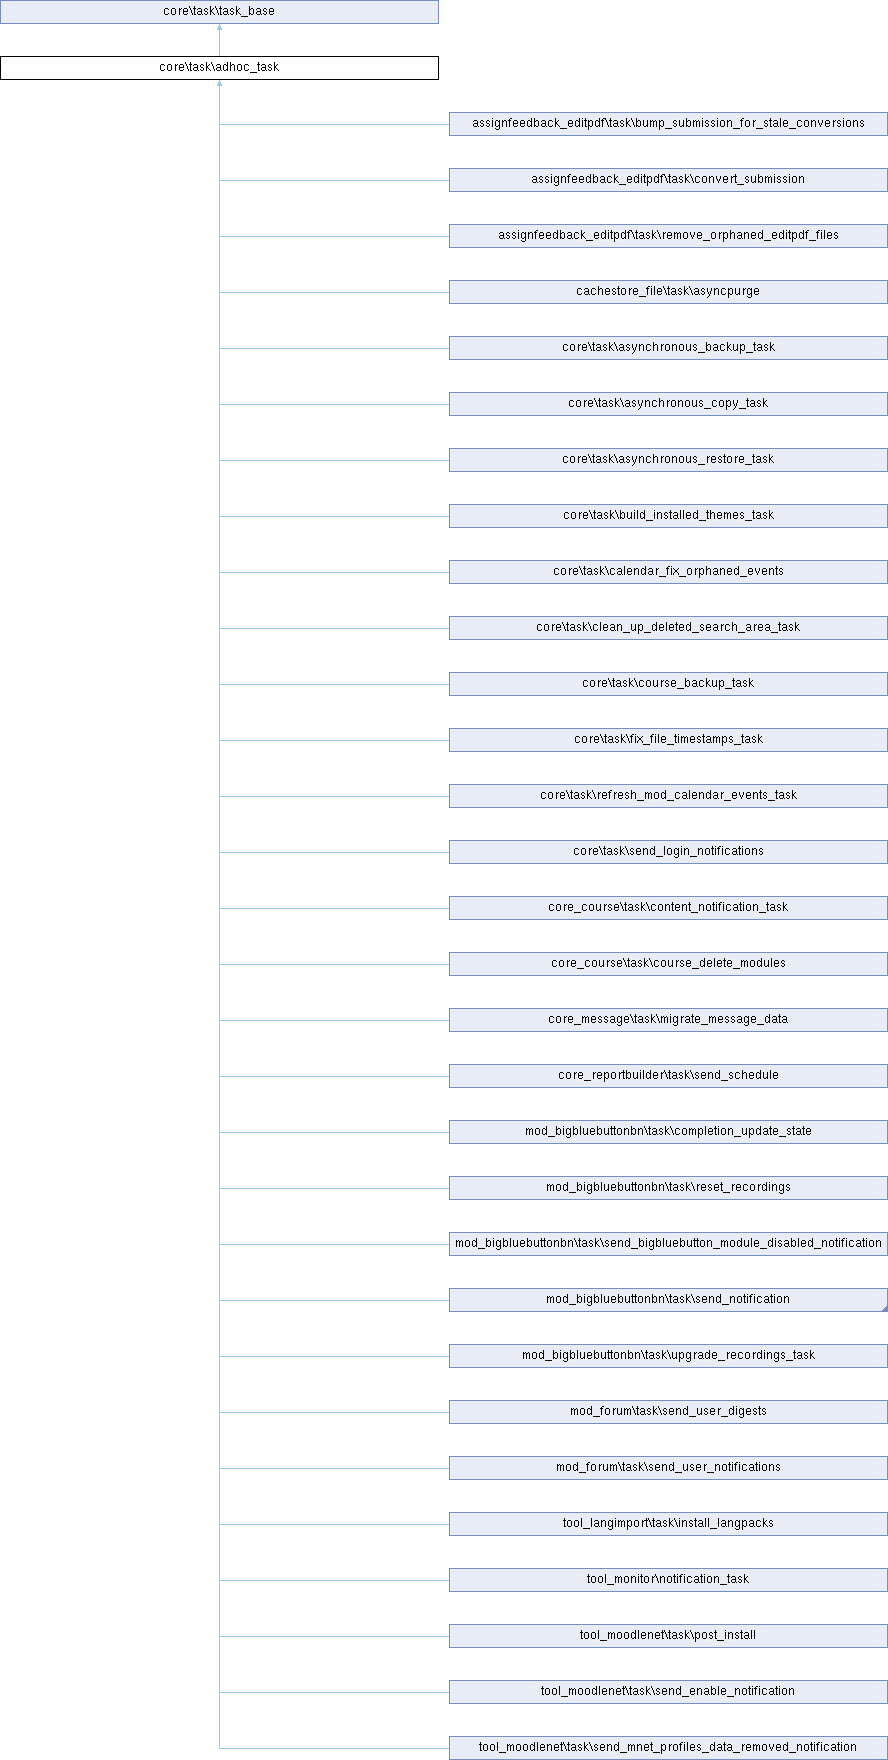 core\task\task_base
core\task\adhoc_task
assignfeedback_editpdf\task\bump_submission_for_stale_conversions
assignfeedback_editpdf\task\convert_submission
assignfeedback_editpdf\task\remove_orphaned_editpdf_files
cachestore_file\task\asyncpurge
core\task\asynchronous_backup_task
core\task\asynchronous_copy_task
core\task\asynchronous_restore_task
core\task\build_installed_themes_task
core\task\calendar_fix_orphaned_events
core\task\clean_up_deleted_search_area_task
core\task\course_backup_task
core\task\fix_file_timestamps_task
core\task\refresh_mod_calendar_events_task
core\task\send_login_notifications
core_course\task\content_notification_task
core_course\task\course_delete_modules
core_message\task\migrate_message_data
core_reportbuilder\task\send_schedule
mod_bigbluebuttonbn\task\completion_update_state
mod_bigbluebuttonbn\task\reset_recordings
mod_bigbluebuttonbn\task\send_bigbluebutton_module_disabled_notification
mod_bigbluebuttonbn\task\send_notification
mod_bigbluebuttonbn\task\upgrade_recordings_task
mod_forum\task\send_user_digests
mod_forum\task\send_user_notifications
tool_langimport\task\install_langpacks
tool_monitor\notification_task
tool_moodlenet\task\post_install
tool_moodlenet\task\send_enable_notification
tool_moodlenet\task\send_mnet_profiles_data_removed_notification